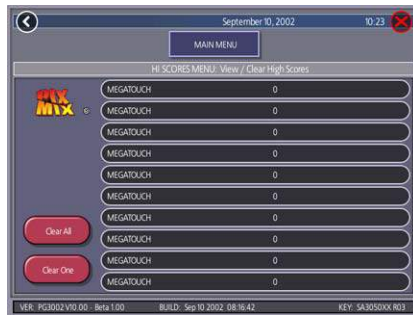 September 10, 2002 10:23
MAIN MENU
HI SCORES MENU: View / Clear High Scores
PIX MIX
MEGATOUCH 0
MEGATOUCH 0
MEGATOUCH 0
MEGATOUCH 0
MEGATOUCH 0
MEGATOUCH 0
MEGATOUCH 0
MEGATOUCH 0
MEGATOUCH 0
MEGATOUCH 0
Clear All
Clear One
VER: PG3002 V10.00 - Beta 1.00 BUILD: Sep 10 2002 08:16:42 KEY: SA3050XX R03